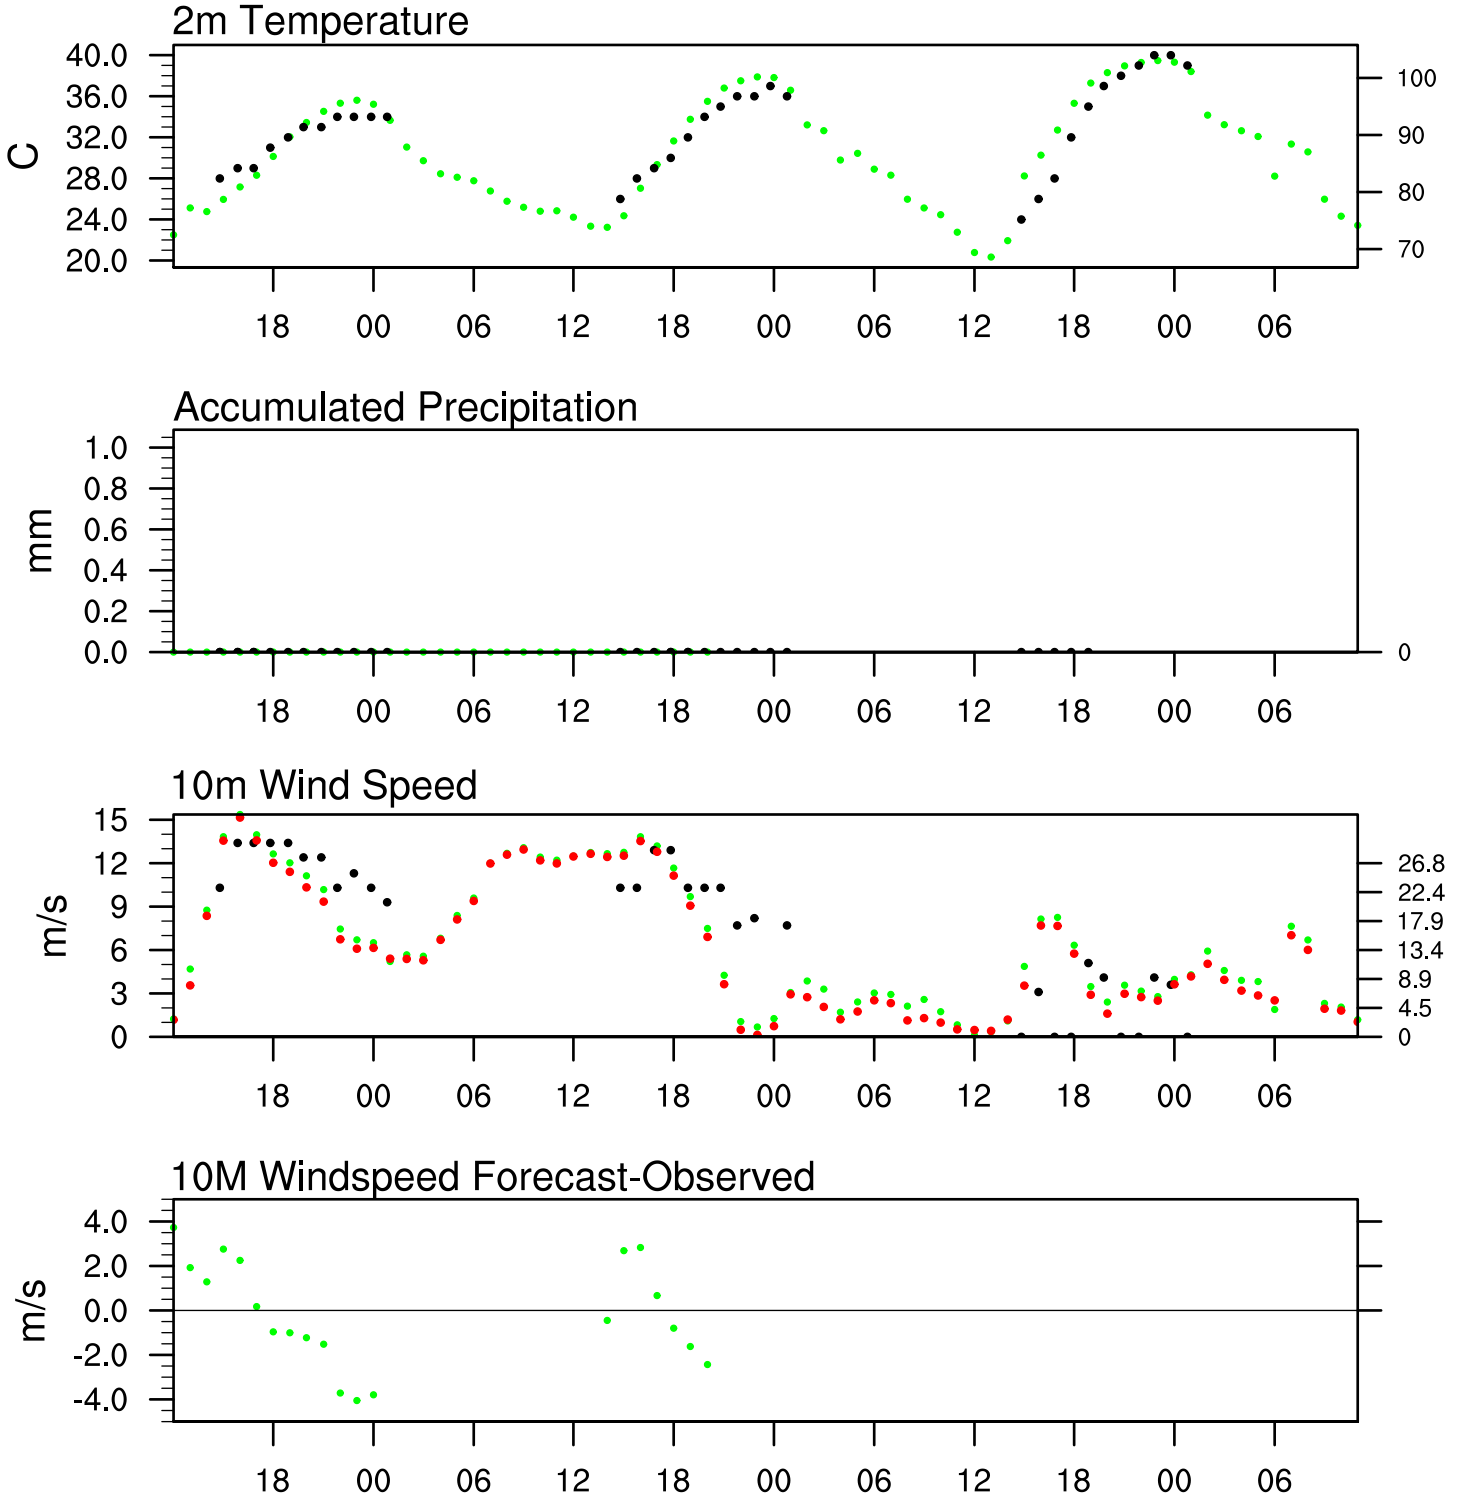 2m Temperature
40.0
36.0
32.0
28.0
24.0
20.0
C
100
90
80
70
18 00 06 12 18 00 06 12 18 00 06
Accumulated Precipitation
1.0
0.8
0.6
0.4
0.2
0.0
mm
0
18 00 06 12 18 00 06 12 18 00 06
10m Wind Speed
15
12
9
6
3
0
m/s
26.8
22.4
17.9
13.4
8.9
4.5
0
18 00 06 12 18 00 06 12 18 00 06
10M Windspeed Forecast-Observed
4.0
2.0
0.0
-2.0
-4.0
m/s
18 00 06 12 18 00 06 12 18 00 06